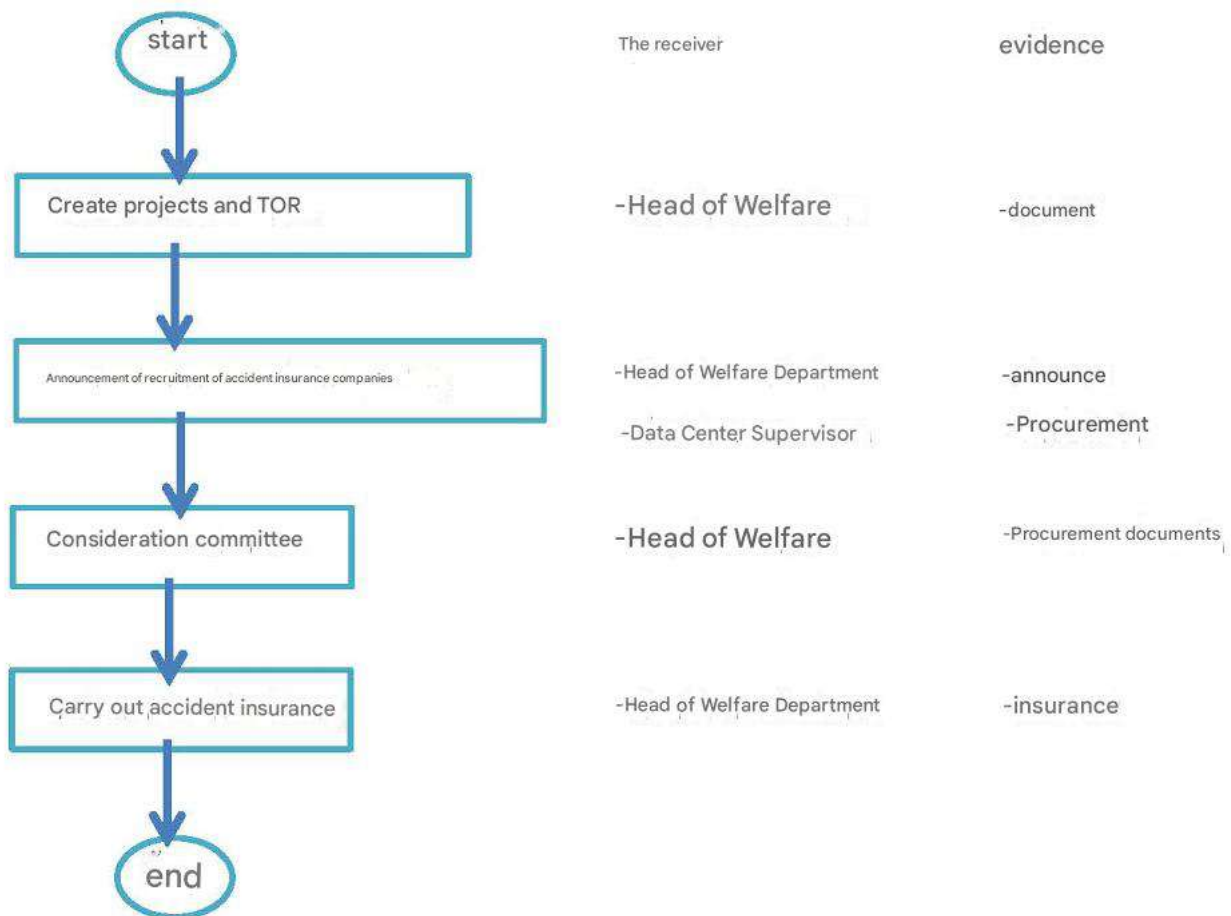 start
The receiver
evidence
Create projects and TOR
-Head of Welfare
-document
Announcement of recruitment of accident insurance companies
-Head of Welfare Department
-announce
-Data Center Supervisor
-Procurement
Consideration committee
-Head of Welfare
-Procurement documents
Carry out accident insurance
-Head of Welfare Department
-insurance
end